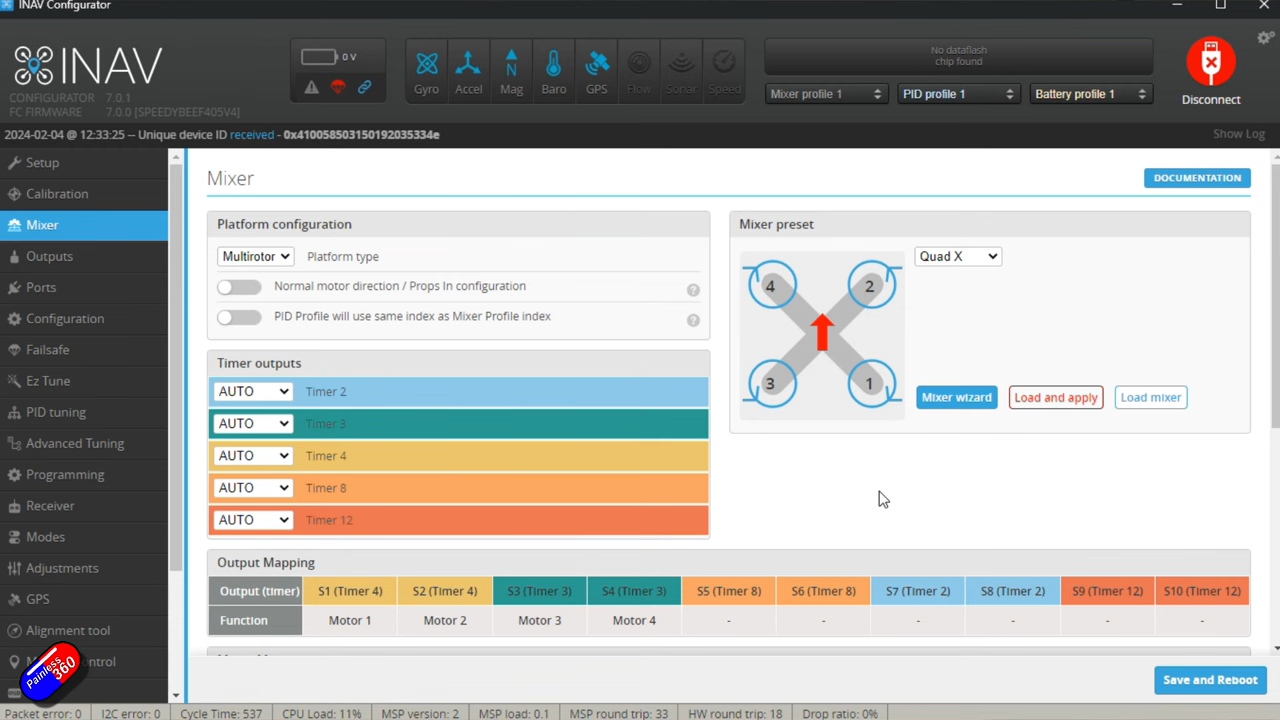 INAV Configurator
INAV
CONFIGURATOR 7.0.1
FC FIRMWARE 7.0.0 [SPEEDYBEEF405V4]
0 V
Gyro Accel Mag Baro GPS Flow Sonar Speed
No dataflash
chip found
Mixer profile 1 PID profile 1 Battery profile 1
Disconnect
2024-02-04 @ 12:33:25 -- Unique device ID received - 0x4100585031501920353​34e
Show Log
Setup
Calibration
Mixer
Outputs
Ports
Configuration
Failsafe
Ez Tune
PID tuning
Advanced Tuning
Programming
Receiver
Modes
Adjustments
GPS
Alignment tool
Painless360
Mixer
DOCUMENTATION
Platform configuration
Multirotor Platform type
Normal motor direction / Props In configuration ?
PID Profile will use same index as Mixer Profile index ?
Mixer preset
4 2
3 1
Quad X
Mixer wizard Load and apply Load mixer
Timer outputs
AUTO Timer 2
AUTO Timer 3
AUTO Timer 4
AUTO Timer 8
AUTO Timer 12
Output Mapping
Output (timer) S1 (Timer 4) S2 (Timer 4) S3 (Timer 3) S4 (Timer 3) S5 (Timer 8) S6 (Timer 8) S7 (Timer 2) S8 (Timer 2) S9 (Timer 12) S10 (Timer 12)
Function Motor 1 Motor 2 Motor 3 Motor 4 - - - - - -
Save and Reboot
Packet error: 0 I2C error: 0 Cycle Time: 537 CPU Load: 11% MSP version: 2 MSP load: 0.1 MSP round trip: 33 HW round trip: 18 Drop ratio: 0%